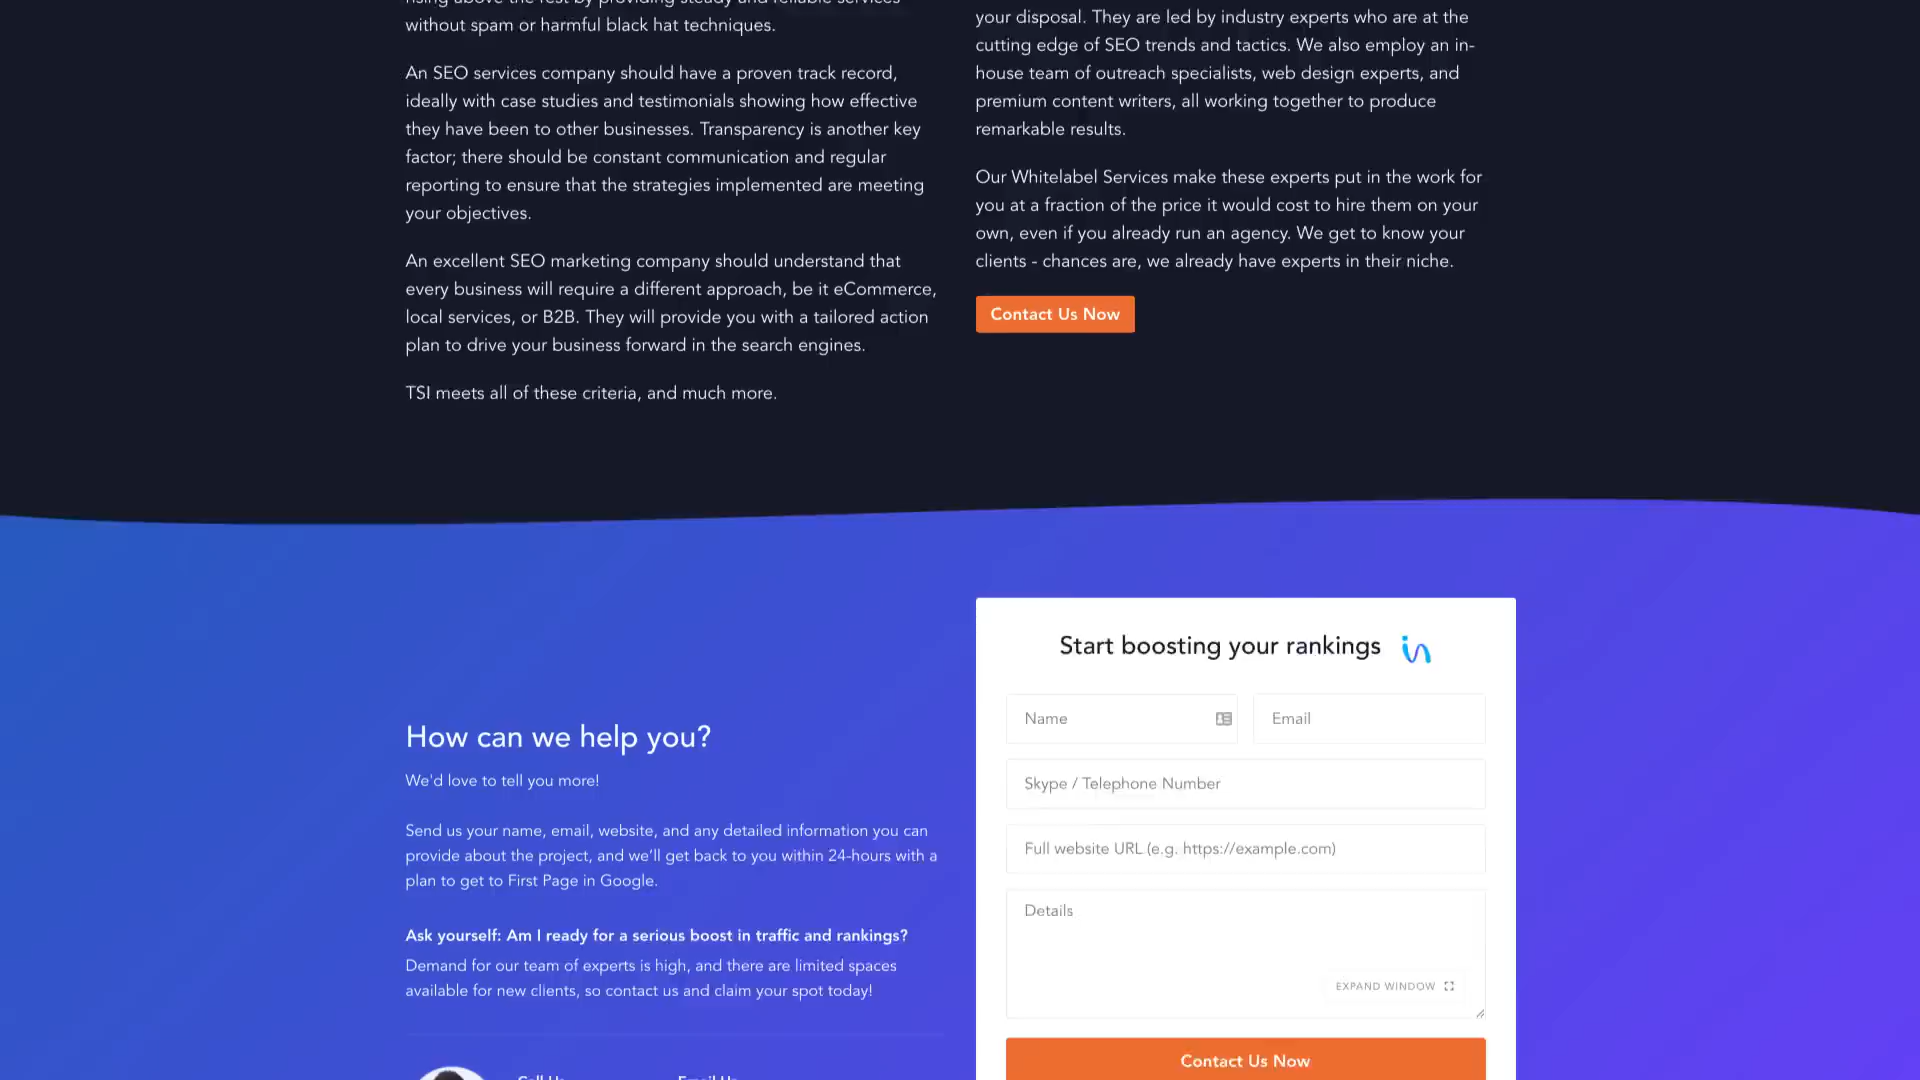 rising above the rest by providing steady and reliable services
without spam or harmful black hat techniques.
An SEO services company should have a proven track record,
ideally with case studies and testimonials showing how effective
they have been to other businesses. Transparency is another key
factor; there should be constant communication and regular
reporting to ensure that the strategies implemented are meeting
your objectives.
An excellent SEO marketing company should understand that
every business will require a different approach, be it eCommerce,
local services, or B2B. They will provide you with a tailored action
plan to drive your business forward in the search engines.
TSI meets all of these criteria, and much more.
your disposal. They are led by industry experts who are at the
cutting edge of SEO trends and tactics. We also employ an in-
house team of outreach specialists, web design experts, and
premium content writers, all working together to produce
remarkable results.
Our Whitelabel Services make these experts put in the work for
you at a fraction of the price it would cost to hire them on your
own, even if you already run an agency. We get to know your
clients - chances are, we already have experts in their niche.
Contact Us Now
How can we help you?
We'd love to tell you more!
Send us your name, email, website, and any detailed information you can
provide about the project, and we'll get back to you within 24-hours with a
plan to get to First Page in Google.
Ask yourself: Am I ready for a serious boost in traffic and rankings?
Demand for our team of experts is high, and there are limited spaces
available for new clients, so contact us and claim your spot today!
Call Us
Email Us
Start boosting your rankings
Name
Email
Skype / Telephone Number
Full website URL (e.g. https://example.com)
Details
EXPAND WINDOW
Contact Us Now